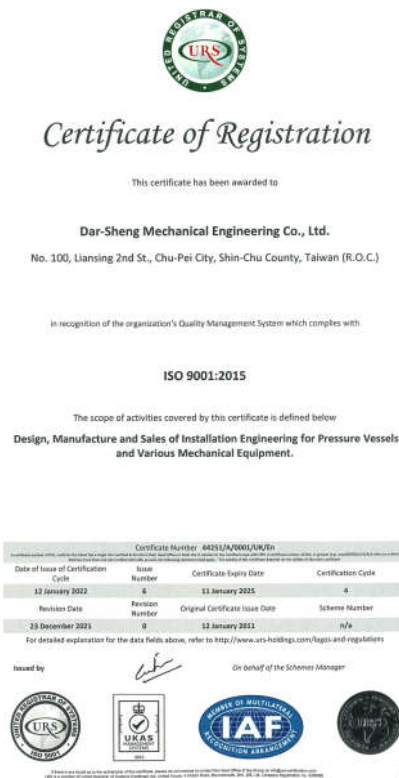 UNITED REGISTRAR OF SYSTEMS
URS
Certificate of Registration
This certificate has been awarded to
Dar-Sheng Mechanical Engineering Co., Ltd.
No. 100, Liansing 2nd St., Chu-Pei City, Shin-Chu County, Taiwan (R.O.C.)
in recognition of the organization's Quality Management System which complies with
ISO 9001:2015
The scope of activities covered by this certificate is defined below
Design, Manufacture and Sales of Installation Engineering for Pressure Vessels
and Various Mechanical Equipment.
Certificate Number 44251/A/0001/UK/En
Date of Issue of Certification Cycle Issue Number Certificate Expiry Date Certification Cycle
12 January 2022 4 11 January 2025 4
Revision Date Revision Number Original Certificate Issue Date Scheme Number
23 December 2021 0 12 January 2011 n/a
For detailed explanation for the data fields above, refer to http://www.urs-holdings.com/logos-and-regulations
Issued by
On behalf of the Schemes Manager
UNITED REGISTRAR OF SYSTEMS
URS
ISO 9001
UKAS
MANAGEMENT
SYSTEMS
MEMBER OF MULTILATERAL
IAF
RECOGNITION ARRANGEMENT
URS